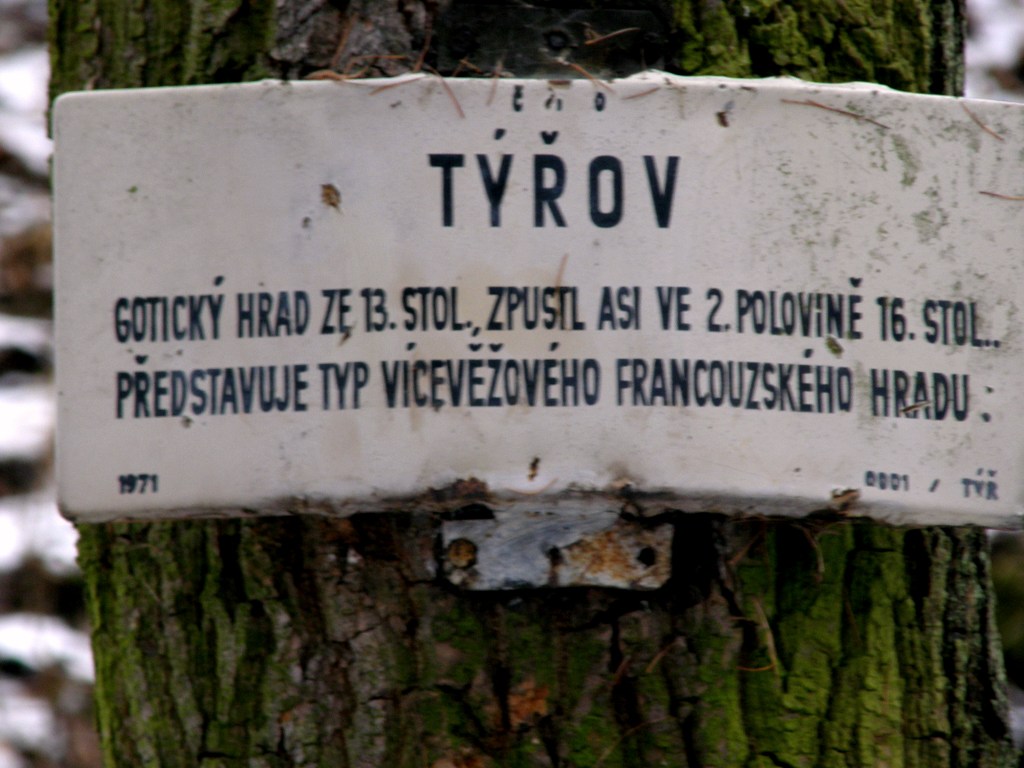 TÝŘOV
GOTICKÝ HRAD ZE 13. STOL., ZPUSTL ASI VE 2. POLOVINĚ 16. STOL..
PŘEDSTAVUJE TYP VÍCEVĚŽOVÉHO FRANCOUZSKÉHO HRADU.
1971 0001 / TÝŘ